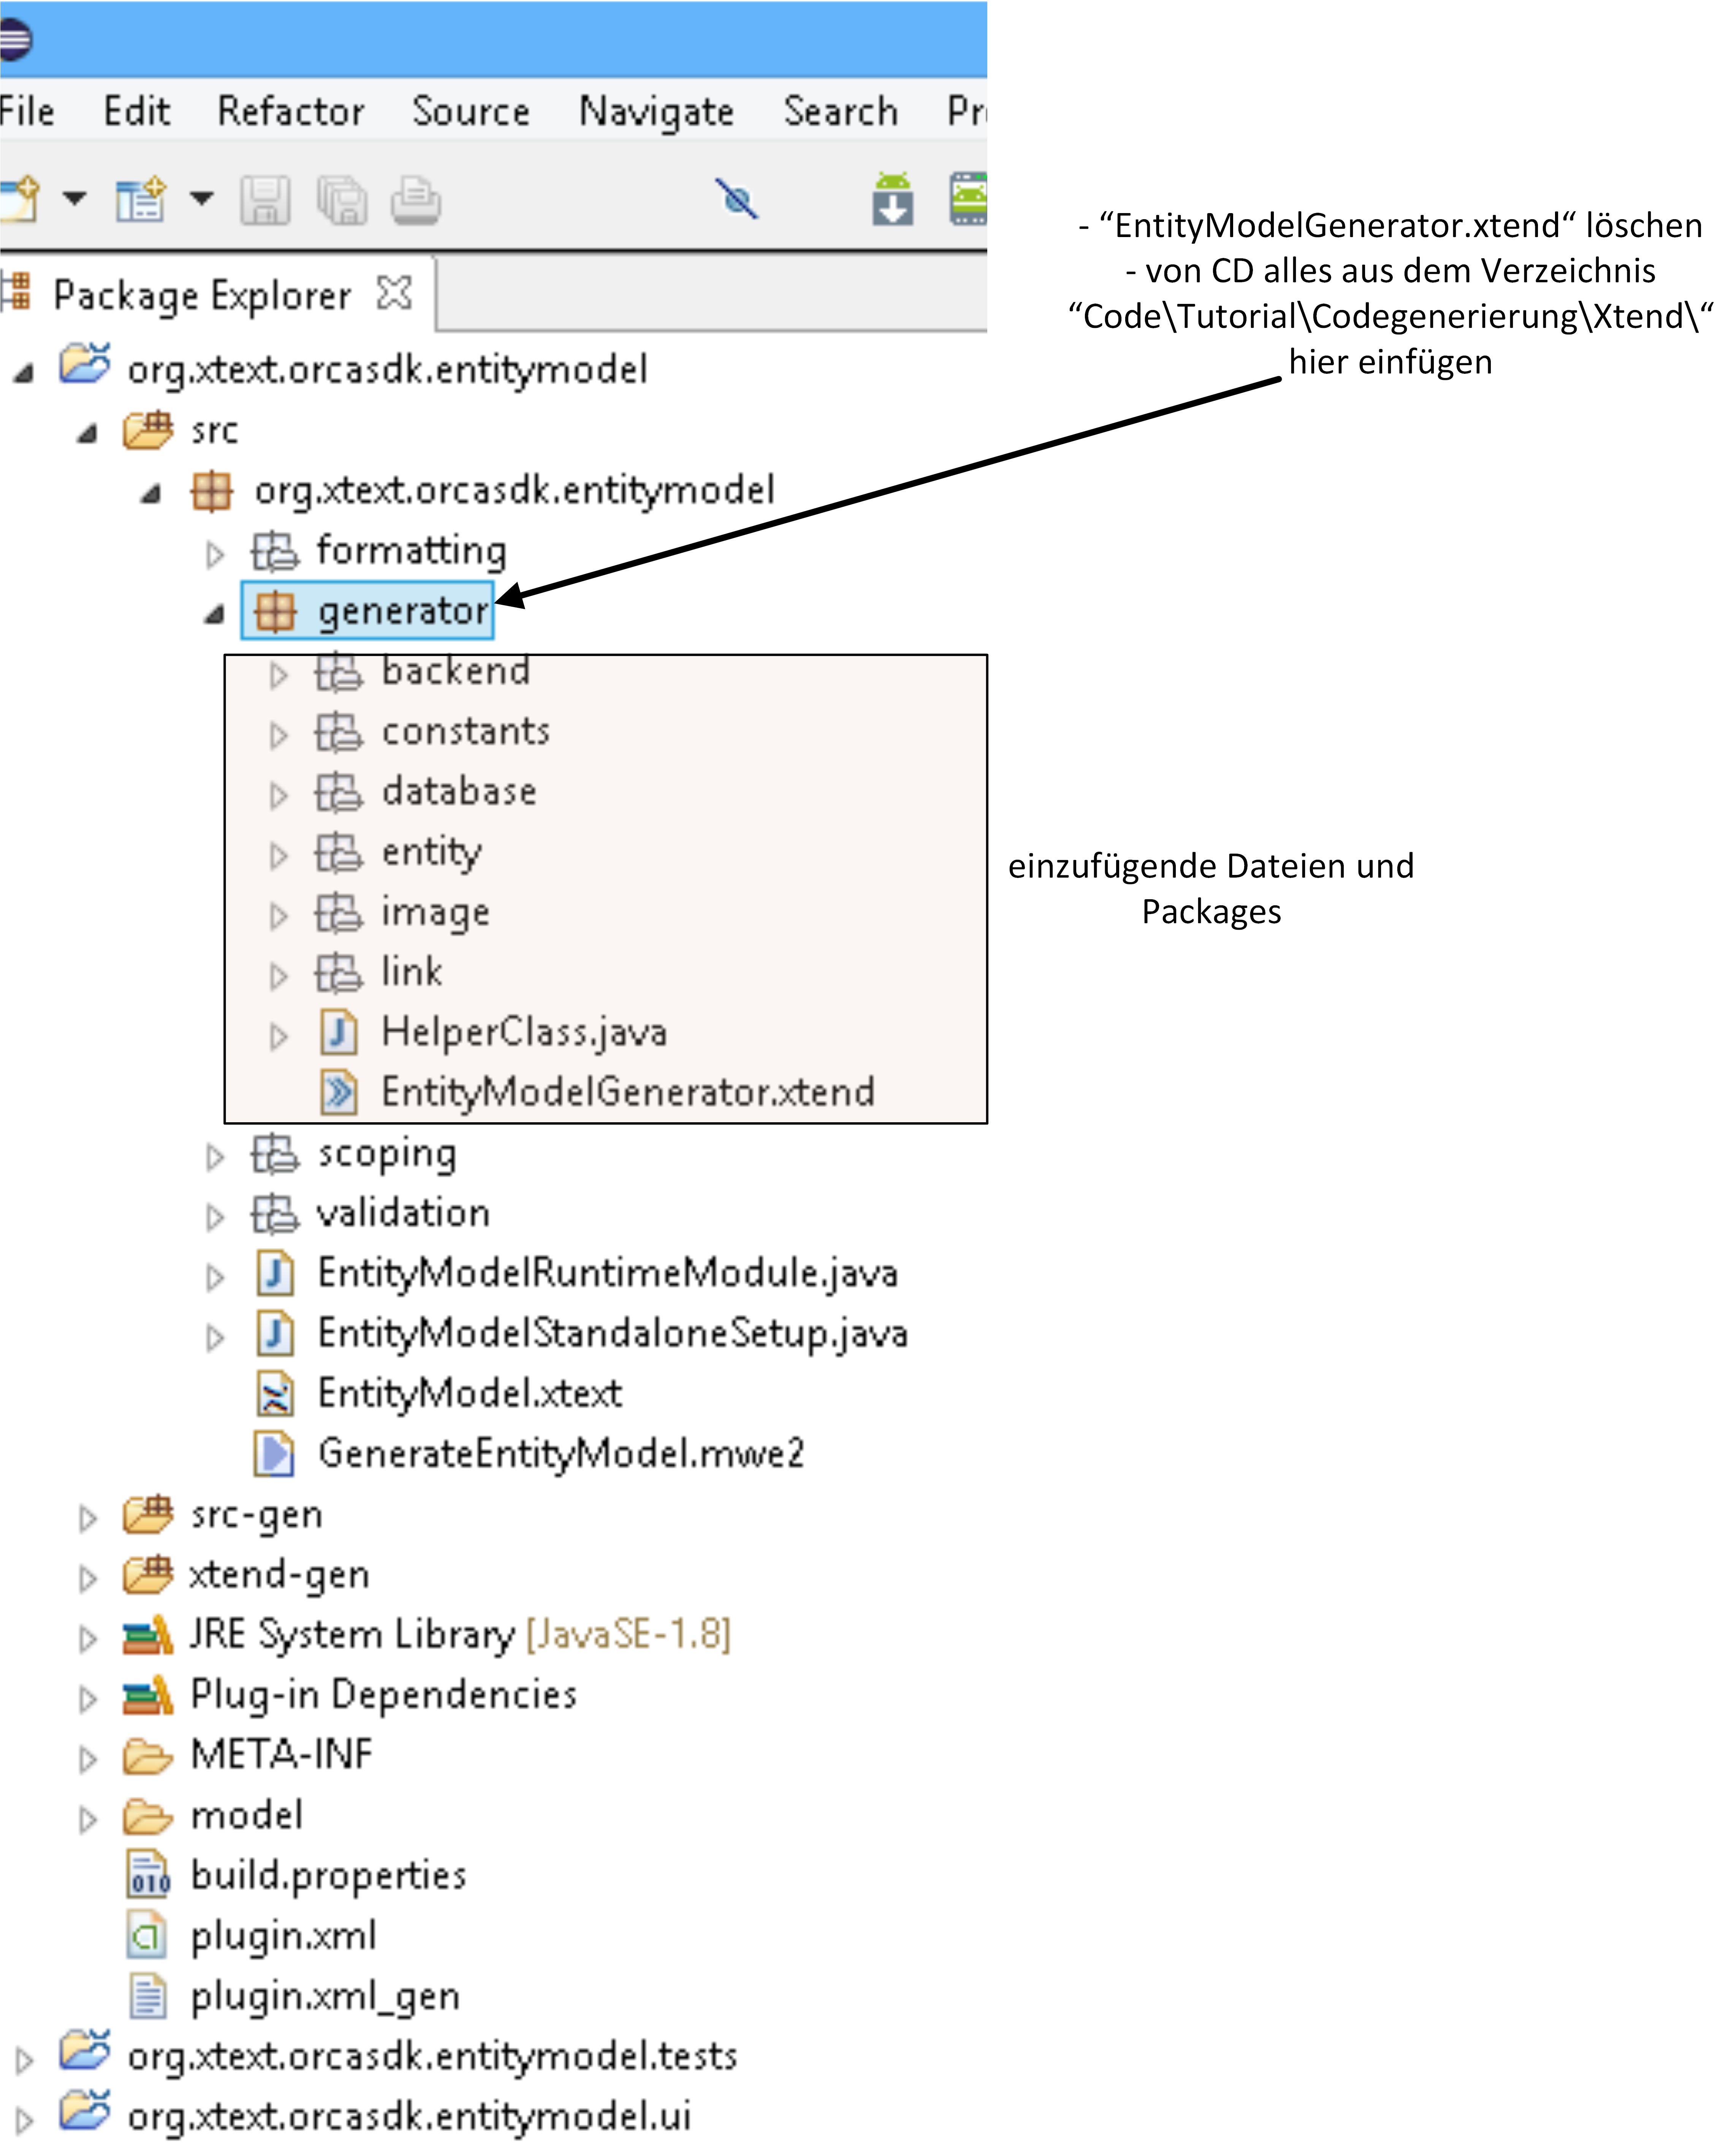 File Edit Refactor Source Navigate Search
Package Explorer
- “EntityModelGenerator.xtend“ löschen
- von CD alles aus dem Verzeichnis
“Code\Tutorial\Codegenerierung\Xtend\“
hier einfügen
org.xtext.orcasdk.entitymodel
src
org.xtext.orcasdk.entitymodel
formatting
generator
backend
constants
database
entity
image
link
HelperClass.java
EntityModelGenerator.xtend
einzufügende Dateien und
Packages
scoping
validation
EntityModelRuntimeModule.java
EntityModelStandaloneSetup.java
EntityModel.xtext
GenerateEntityModel.mwe2
src-gen
xtend-gen
JRE System Library [JavaSE-1.8]
Plug-in Dependencies
META-INF
model
build.properties
plugin.xml
plugin.xml_gen
org.xtext.orcasdk.entitymodel.tests
org.xtext.orcasdk.entitymodel.ui